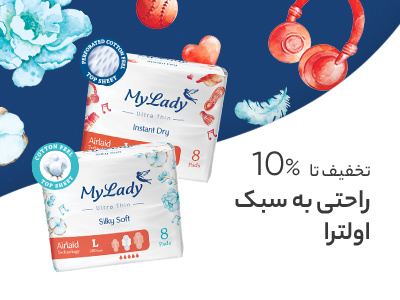 PERFORATED COTTON FEEL
TOP SHEET
MyLady
Ultra Thin
Instant Dry
Airlaid
8
Pads
COTTON FEEL
TOP SHEET
MyLady
Ultra Thin
Silky Soft
Airlaid
Technology
L
8
Pads
تخفیف تا 10%
راحتی به سبک
اولترا